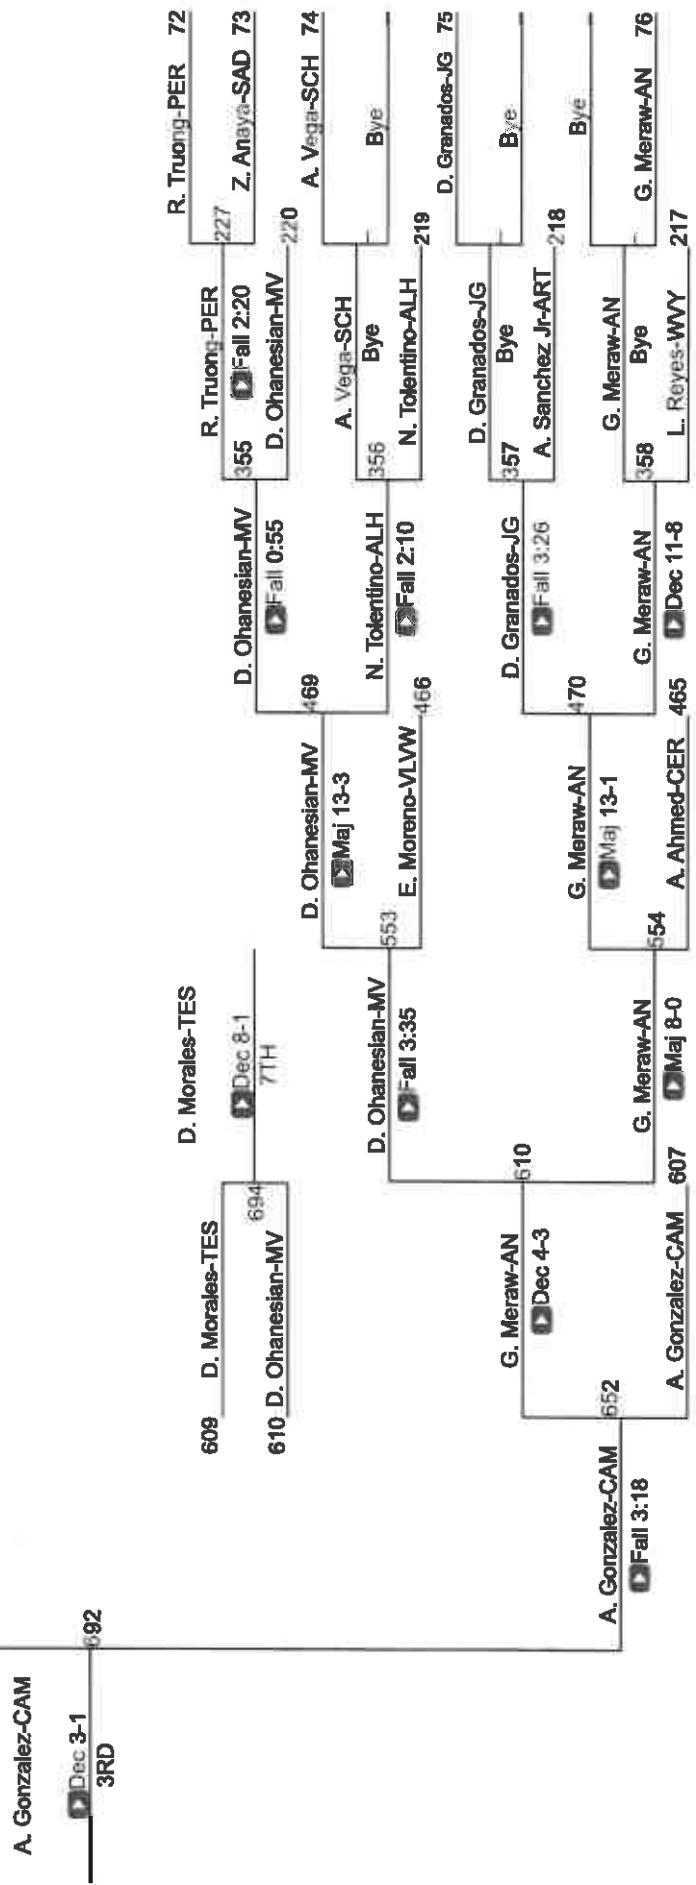 R. Truong-PER 72
Z. Anaya-SAD 73
A. Vega-SCH 74
Bye
D. Granados-JG 75
Bye
Bye
G. Meraw-AN 76
R. Truong-PER 227
Fall 2:20
D. Ohanesian-MV 220
A. Vega-SCH
Bye
N. Tolentino-ALH 219
D. Granados-JG
Bye
A. Sanchez Jr-ART 218
G. Meraw-AN
Bye
L. Reyes-WVY 217
D. Ohanesian-MV 355
Fall 0:55
N. Tolentino-ALH 356
Fall 2:10
D. Granados-JG 357
Fall 3:26
G. Meraw-AN 358
Dec 11-8
D. Ohanesian-MV 469
Maj 13-3
E. Moreno-VLVW 466
G. Meraw-AN 470
Maj 13-1
A. Ahmed-CER 465
D. Morales-TES
Dec 8-1
7TH
D. Ohanesian-MV 553
Fall 3:35
G. Meraw-AN 554
Maj 8-0
609 D. Morales-TES
694
610 D. Ohanesian-MV
G. Meraw-AN 610
Dec 4-3
A. Gonzalez-CAM 607
A. Gonzalez-CAM 652
Fall 3:18
A. Gonzalez-CAM
692
Dec 3-1
3RD